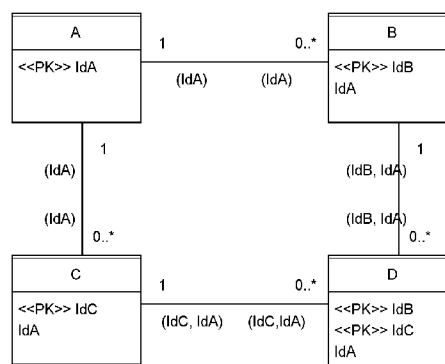 A
<<PK>> IdA
1
0..*
(IdA)
(IdA)
B
<<PK>> IdB
IdA
1
(IdA)
(IdA)
0..*
1
(IdB, IdA)
(IdB, IdA)
0..*
C
<<PK>> IdC
IdA
1
0..*
(IdC, IdA)
(IdC,IdA)
D
<<PK>> IdB
<<PK>> IdC
IdA